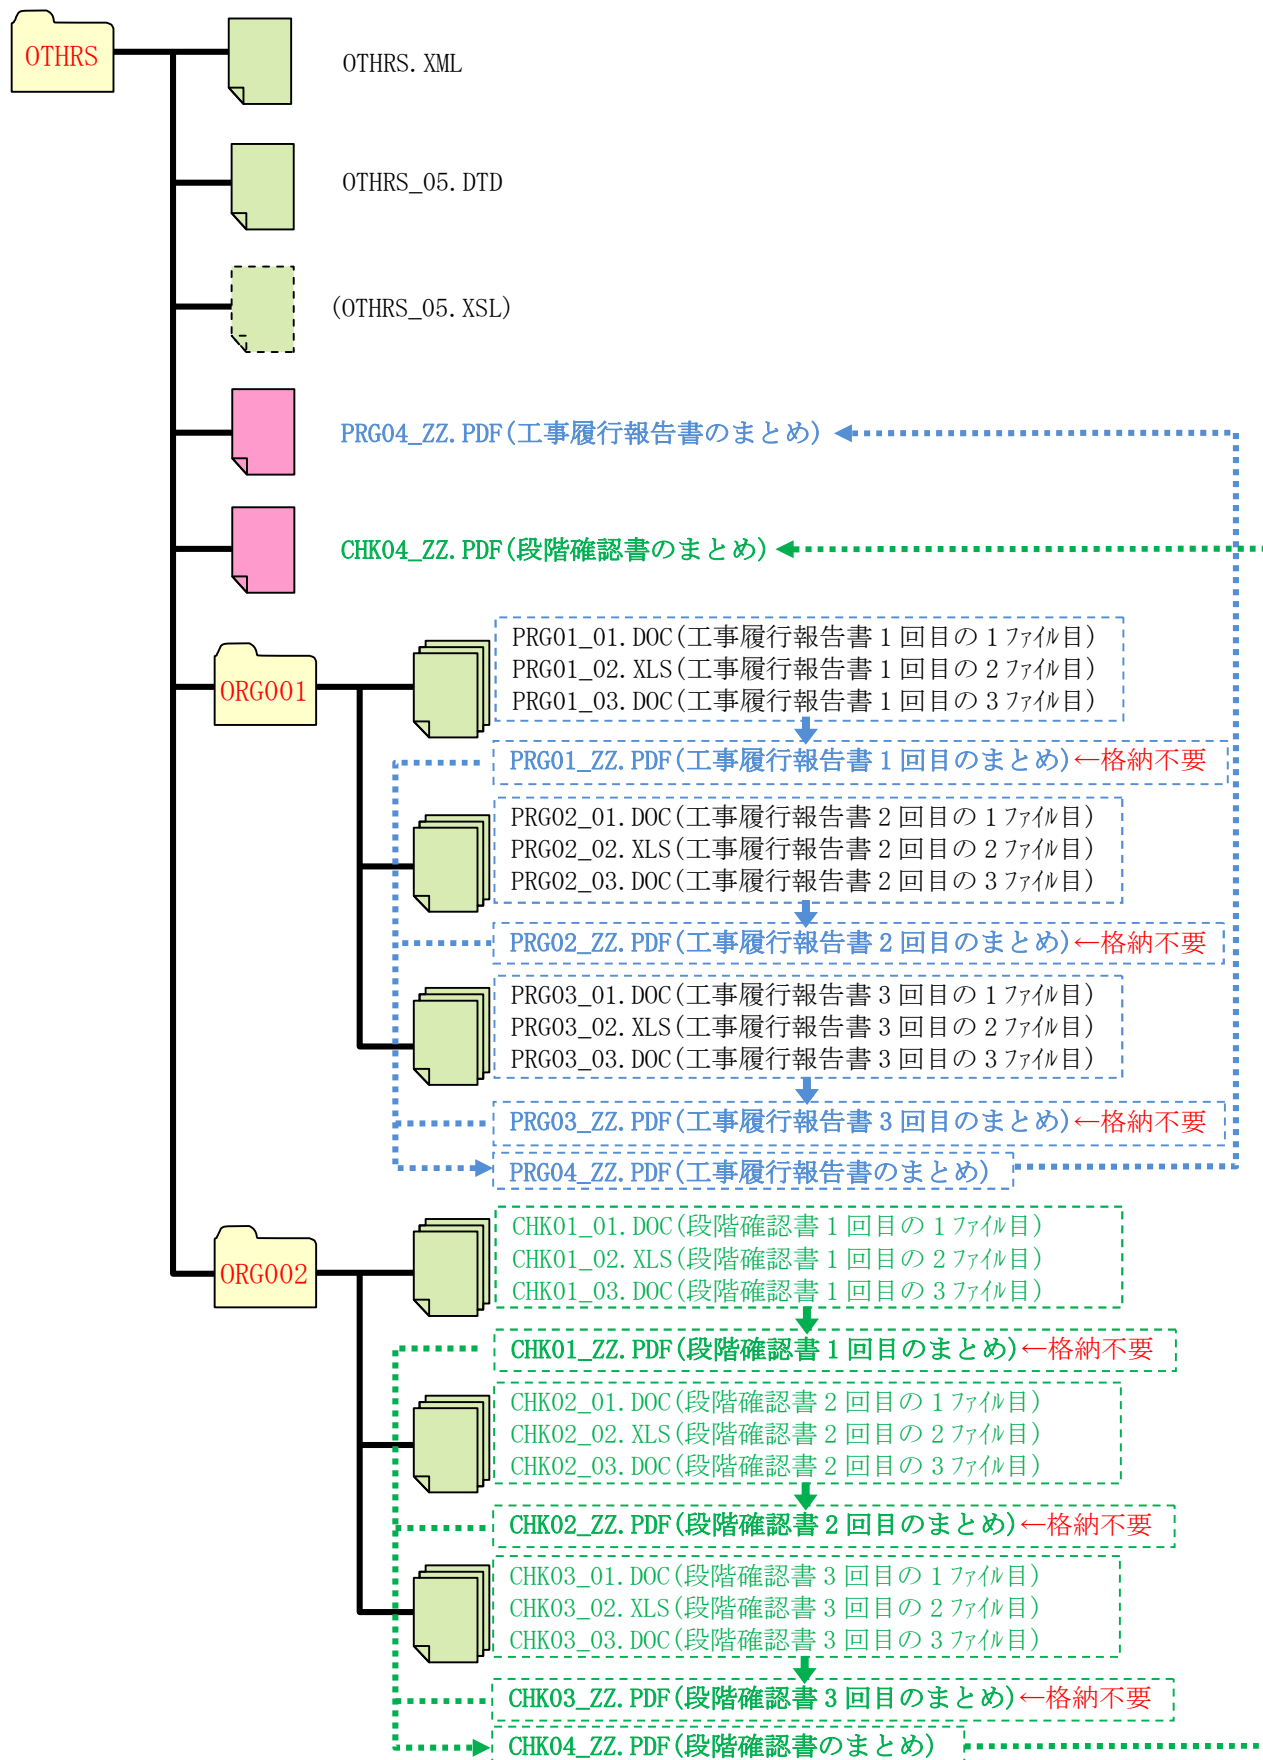 OTHRS
OTHRS.XML
OTHRS_05.DTD
(OTHRS_05.XSL)
PRG04_ZZ.PDF(工事履行報告書のまとめ)
CHK04_ZZ.PDF(段階確認書のまとめ)
ORG001
PRG01_01.DOC(工事履行報告書1回目の1ファイル目)
PRG01_02.XLS(工事履行報告書1回目の2ファイル目)
PRG01_03.DOC(工事履行報告書1回目の3ファイル目)
PRG01_ZZ.PDF(工事履行報告書1回目のまとめ)←格納不要
PRG02_01.DOC(工事履行報告書2回目の1ファイル目)
PRG02_02.XLS(工事履行報告書2回目の2ファイル目)
PRG02_03.DOC(工事履行報告書2回目の3ファイル目)
PRG02_ZZ.PDF(工事履行報告書2回目のまとめ)←格納不要
PRG03_01.DOC(工事履行報告書3回目の1ファイル目)
PRG03_02.XLS(工事履行報告書3回目の2ファイル目)
PRG03_03.DOC(工事履行報告書3回目の3ファイル目)
PRG03_ZZ.PDF(工事履行報告書3回目のまとめ)←格納不要
PRG04_ZZ.PDF(工事履行報告書のまとめ)
ORG002
CHK01_01.DOC(段階確認書1回目の1ファイル目)
CHK01_02.XLS(段階確認書1回目の2ファイル目)
CHK01_03.DOC(段階確認書1回目の3ファイル目)
CHK01_ZZ.PDF(段階確認書1回目のまとめ)←格納不要
CHK02_01.DOC(段階確認書2回目の1ファイル目)
CHK02_02.XLS(段階確認書2回目の2ファイル目)
CHK02_03.DOC(段階確認書2回目の3ファイル目)
CHK02_ZZ.PDF(段階確認書2回目のまとめ)←格納不要
CHK03_01.DOC(段階確認書3回目の1ファイル目)
CHK03_02.XLS(段階確認書3回目の2ファイル目)
CHK03_03.DOC(段階確認書3回目の3ファイル目)
CHK03_ZZ.PDF(段階確認書3回目のまとめ)←格納不要
CHK04_ZZ.PDF(段階確認書のまとめ)